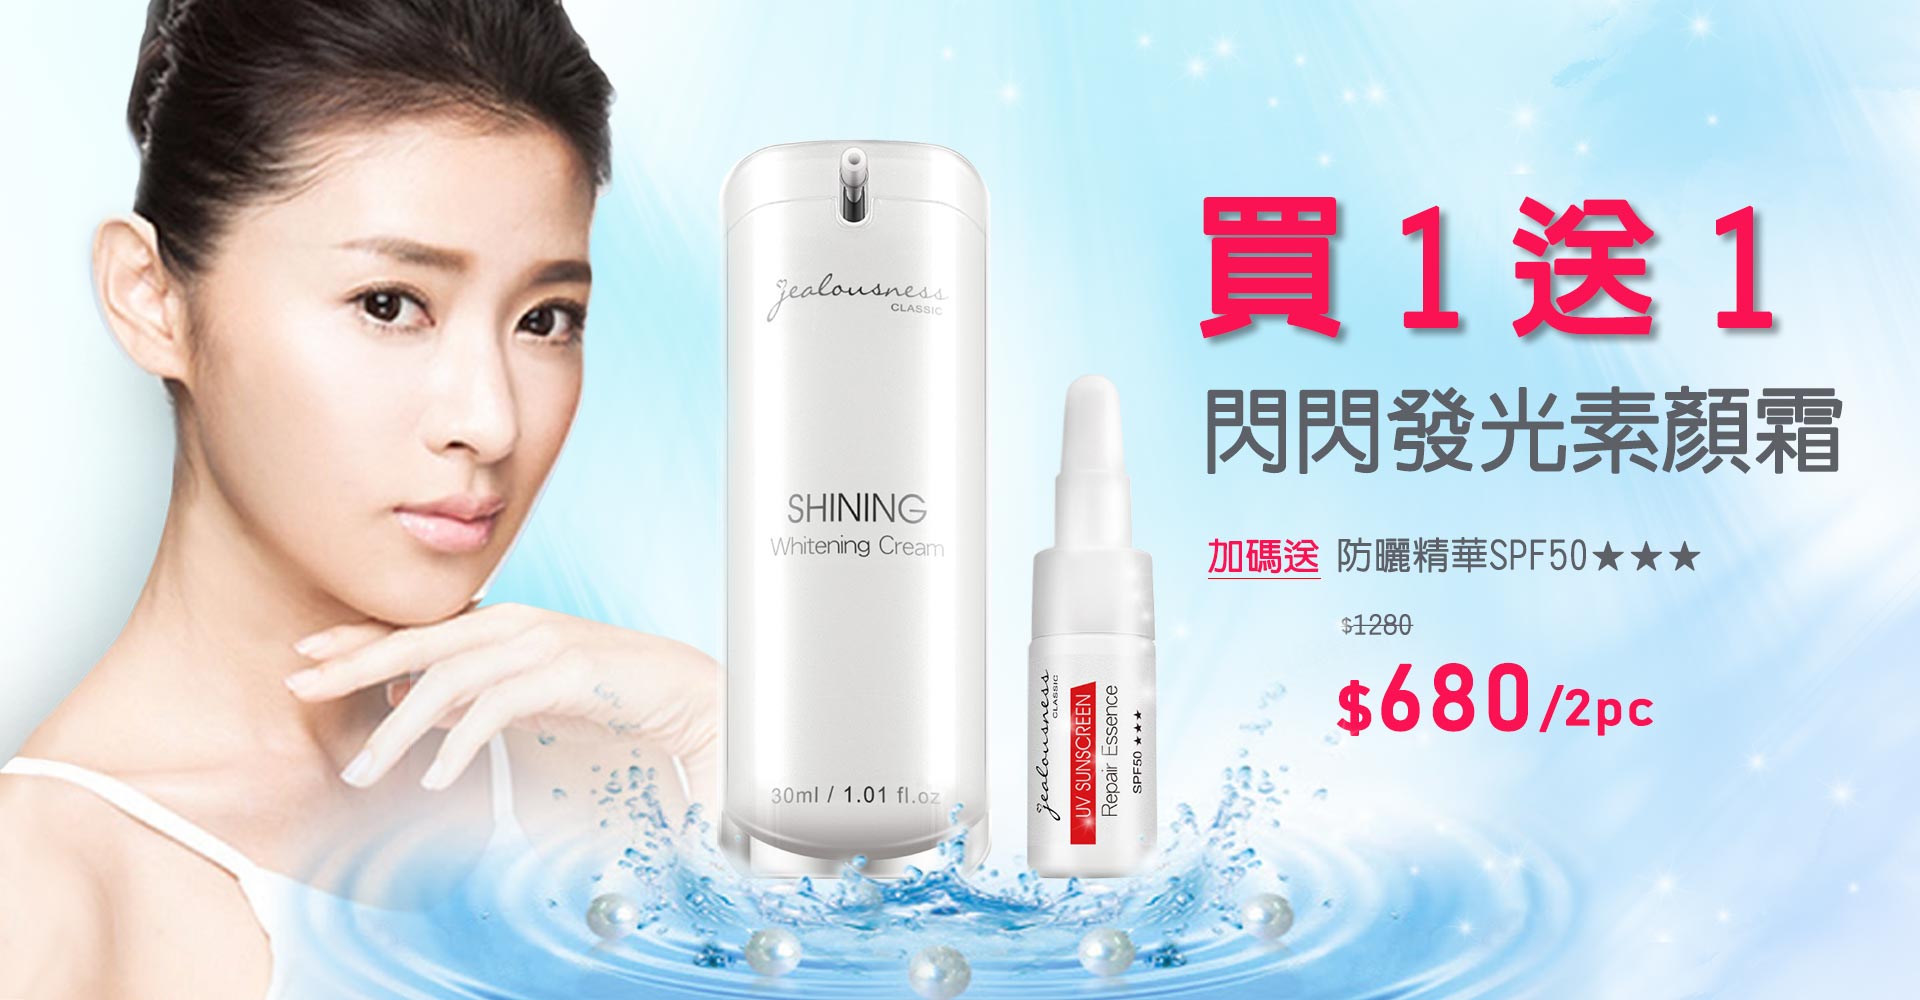 jealousness
CLASSIC
SHINING
Whitening Cream
30ml / 1.01 fl.oz
jealousness
CLASSIC
UV SUNSCREEN
Repair Essence
SPF50 ★★★
買1送1
閃閃發光素顏霜
加碼送 防曬精華SPF50★★★
$1280
$680/2pc